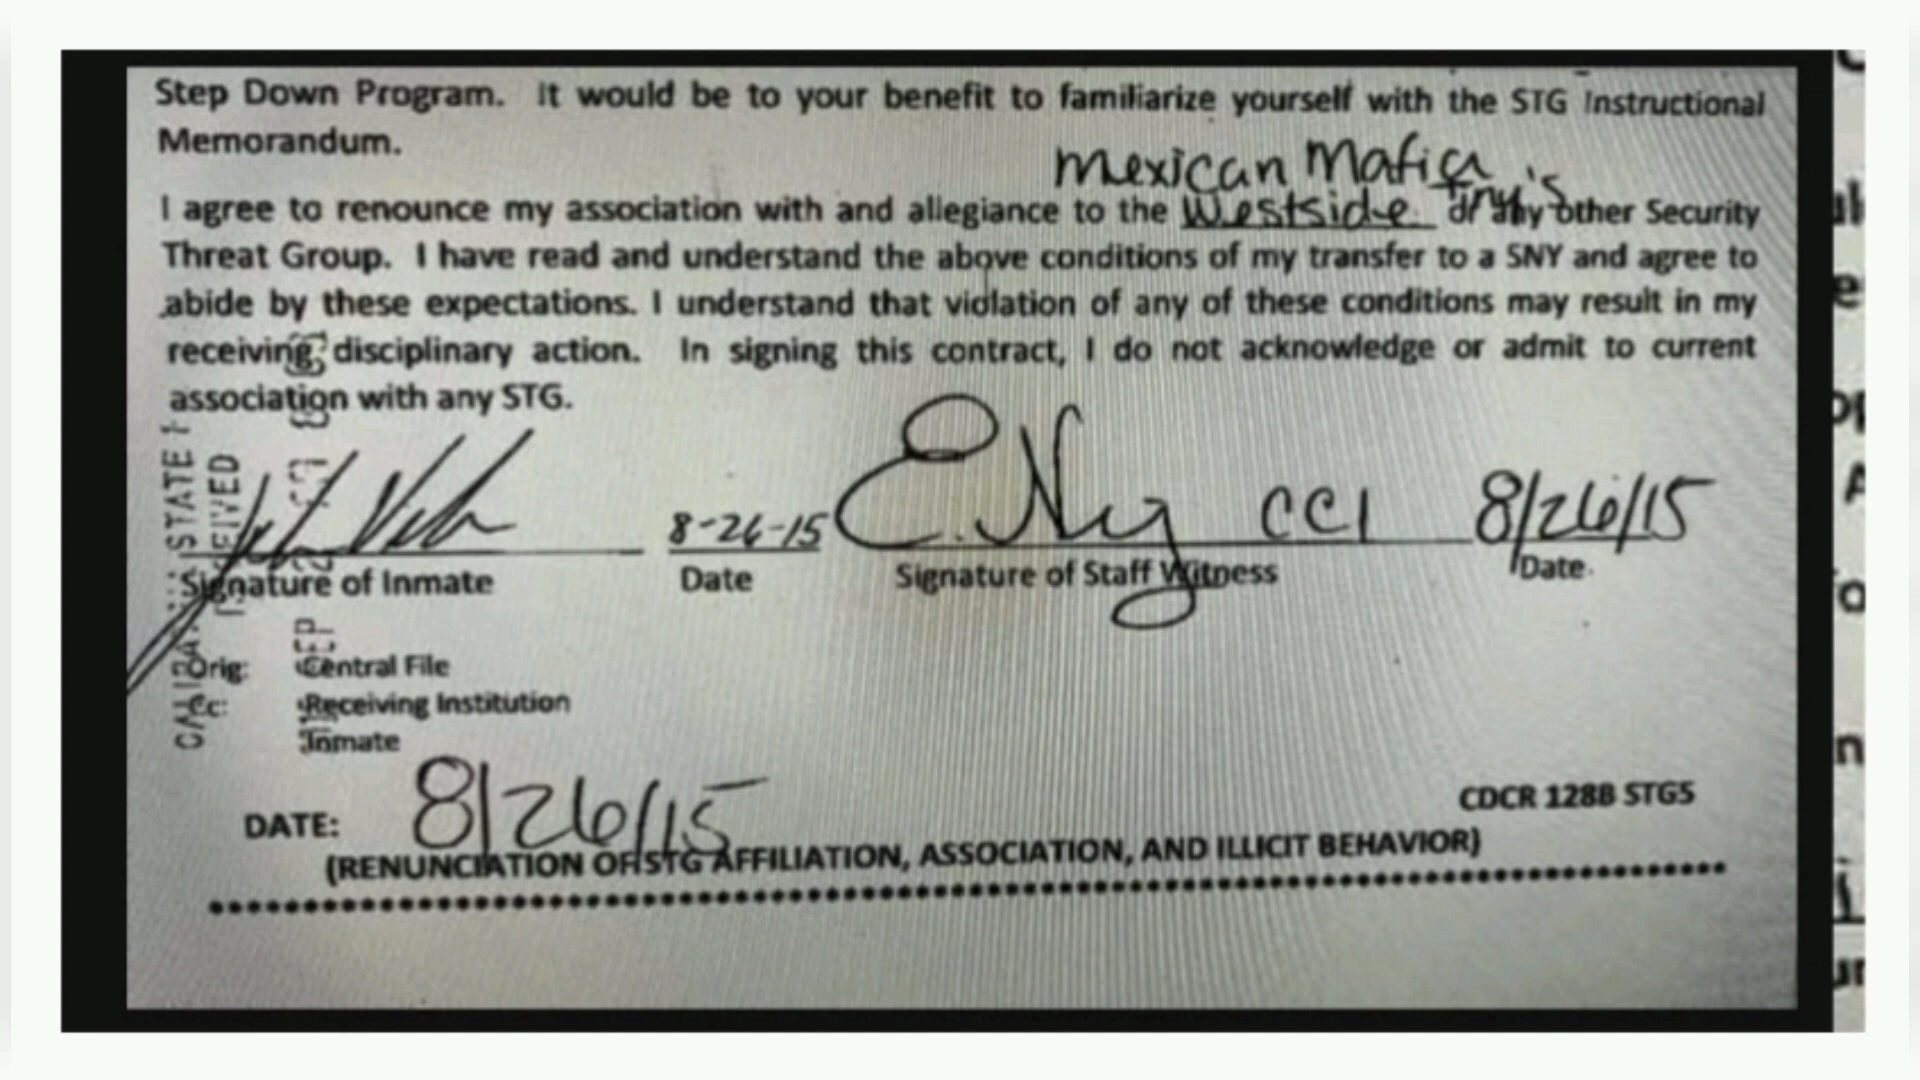 Step Down Program. It would be to your benefit to familiarize yourself with the STG Instructional
Memorandum.
Mexican Mafia
I agree to renounce my association with and allegiance to the Westside Tiny's or any other Security
Threat Group. I have read and understand the above conditions of my transfer to a SNY and agree to
abide by these expectations. I understand that violation of any of these conditions may result in my
receiving disciplinary action. In signing this contract, I do not acknowledge or admit to current
association with any STG.
8-26-15 CCI 8/26/15
Signature of Inmate Date Signature of Staff Witness Date
Orig: Central File
Cc: Receiving Institution
Inmate
CDCR 128B STG5
DATE: 8/26/15
(RENUNCIATION OF STG AFFILIATION, ASSOCIATION, AND ILLICIT BEHAVIOR)